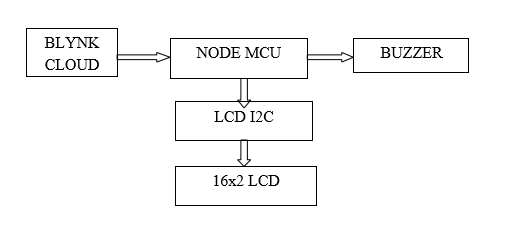 BLYNK
CLOUD
NODE MCU
BUZZER
LCD I2C
16x2 LCD